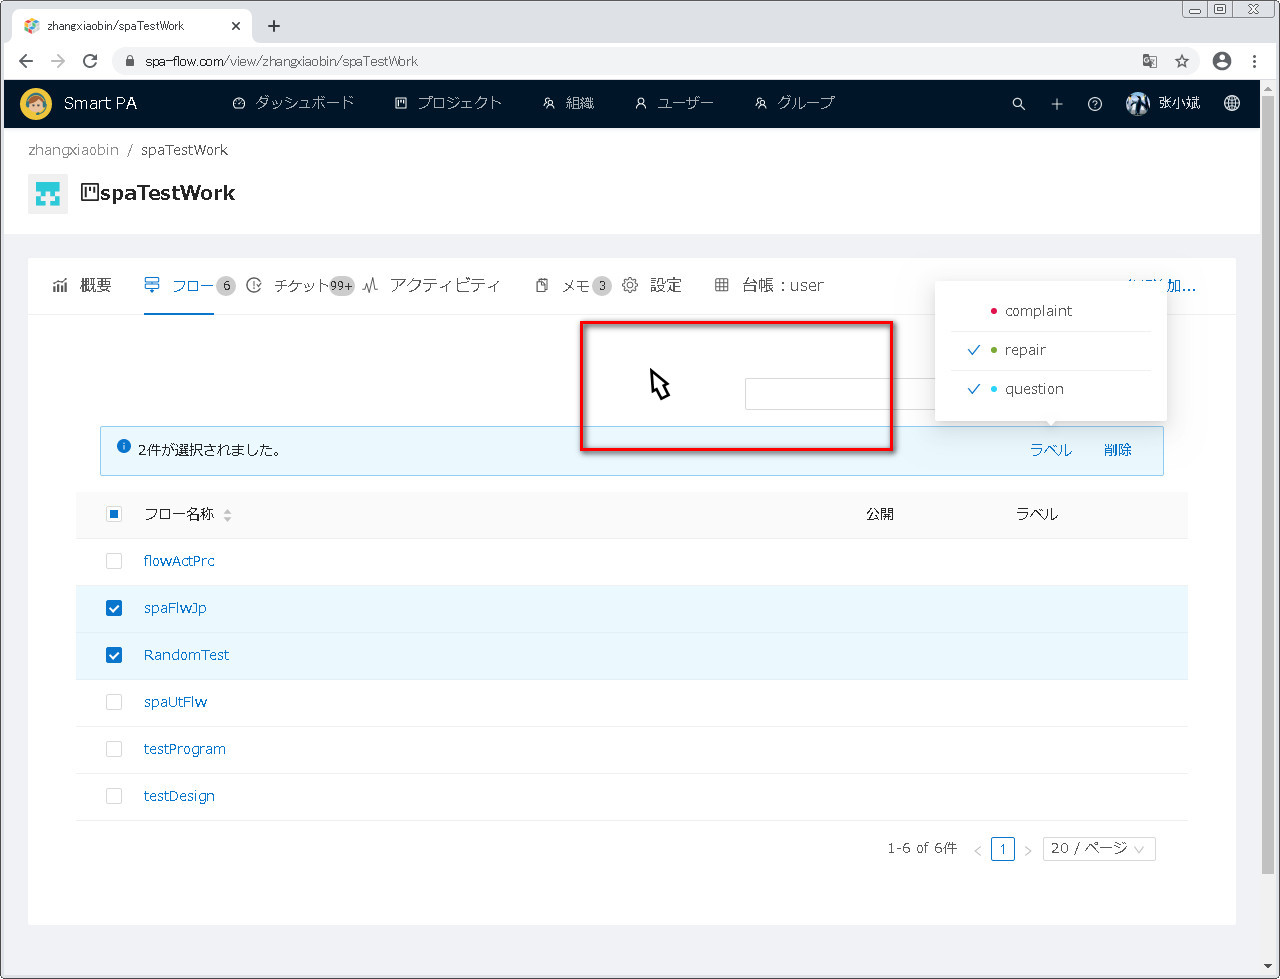 zhangxiaobin/spaTestWork
spa-flow.com/view/zhangxiaobin/spaTestWork
Smart PA ダッシュボード プロジェクト 組織 ユーザー グループ 张小斌
zhangxiaobin / spaTestWork
spaTestWork
概要 フロー 6 チケット 99+ アクティビティ メモ 3 設定 台帳：user 加...
complaint
repair
question
2件が選択されました。 ラベル 削除
フロー名称 公開 ラベル
flowActPrc
spaFlwJp
RandomTest
spaUtFlw
testProgram
testDesign
1-6 of 6件 1 20 / ページ